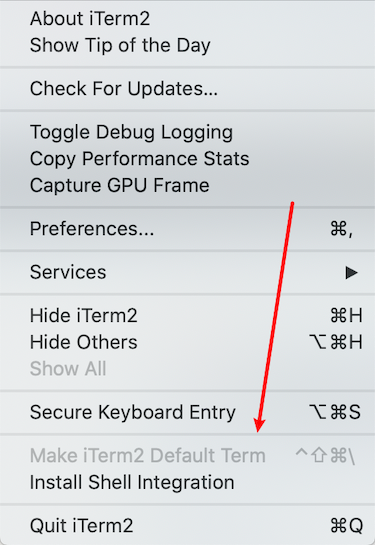 About iTerm2
Show Tip of the Day
Check For Updates...
Toggle Debug Logging
Copy Performance Stats
Capture GPU Frame
Preferences... ⌘,
Services ▶
Hide iTerm2 ⌘H
Hide Others ⌥⌘H
Show All
Secure Keyboard Entry ⌥⌘S
Make iTerm2 Default Term ^⇧⌘\
Install Shell Integration
Quit iTerm2 ⌘Q